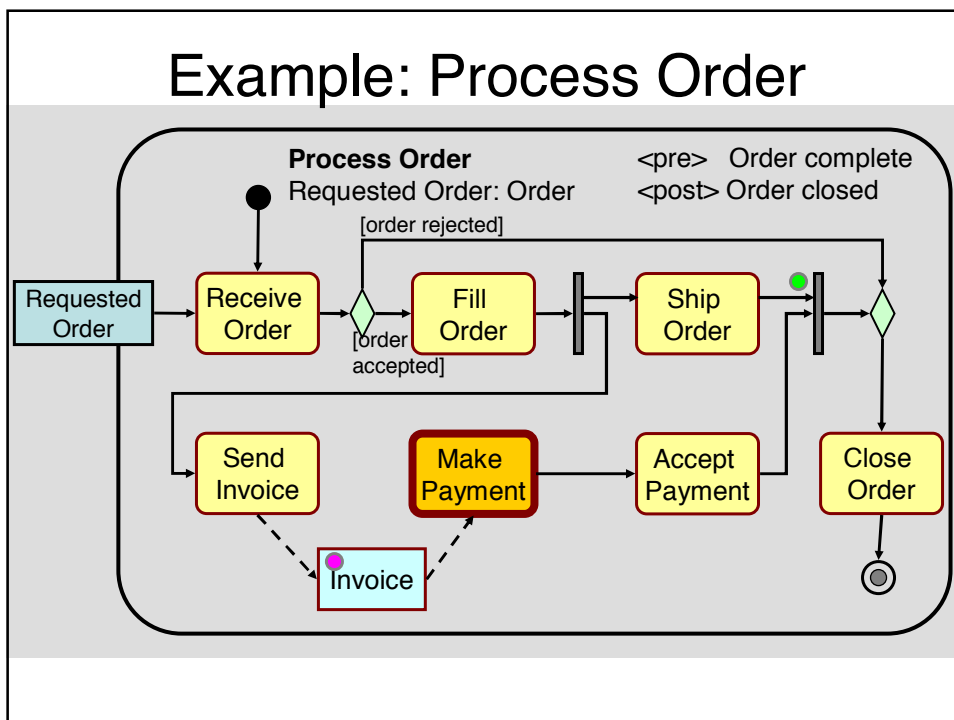 Example: Process Order
Process Order
Requested Order: Order
<pre> Order complete
<post> Order closed
[order rejected]
Requested
Order
Receive
Order
[order
accepted]
Fill
Order
Ship
Order
Send
Invoice
Make
Payment
Accept
Payment
Close
Order
Invoice